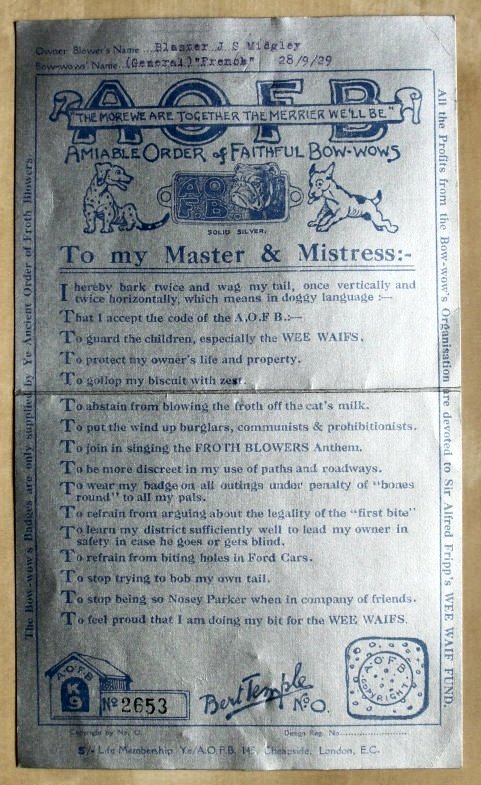 Owner Blower's Name Blaster J S Midgley
Bow-wows' Name (General)"French" 28/9/29
A O F B
"THE MORE WE ARE TOGETHER THE MERRIER WE'LL BE"
AMIABLE ORDER of FAITHFUL BOW-WOWS
A O F.B.
SOLID SILVER.
To my Master & Mistress:-
I hereby bark twice and wag my tail, once vertically and
twice horizontally, which means in doggy language :—
That I accept the code of the A.O.F B.:—
To guard the children, especially the WEE WAIFS.
To protect my owner's life and property.
To gollop my biscuit with zest.
To abstain from blowing the froth off the cat's milk.
To put the wind up burglars, communists & prohibitionists.
To join in singing the FROTH BLOWERS Anthem.
To be more discreet in my use of paths and roadways.
To wear my badge on all outings under penalty of "bones
round" to all my pals.
To refrain from arguing about the legality of the "first bite"
To learn my district sufficiently well to lead my owner in
safety in case he goes or gets blind.
To refrain from biting holes in Ford Cars.
To stop trying to bob my own tail.
To stop being so Nosey Parker when in company of friends.
To feel proud that I am doing my bit for the WEE WAIFS.
A.O.F.B
K9
No 2653
Bert Temple No O.
A O F B
COPYRIGHT
Copyright by No. O.
Design Reg. No.
5/- Life Membership Ye/A.O.F.B. 145, Cheapside, London, E.C.
The Bow-wow's Badges are only supplied by Ye Ancient Order of Froth Blowers
All the Profits from the Bow-wow's Organisation are devoted to Sir Alfred Fripp's WEE WAIF FUND.